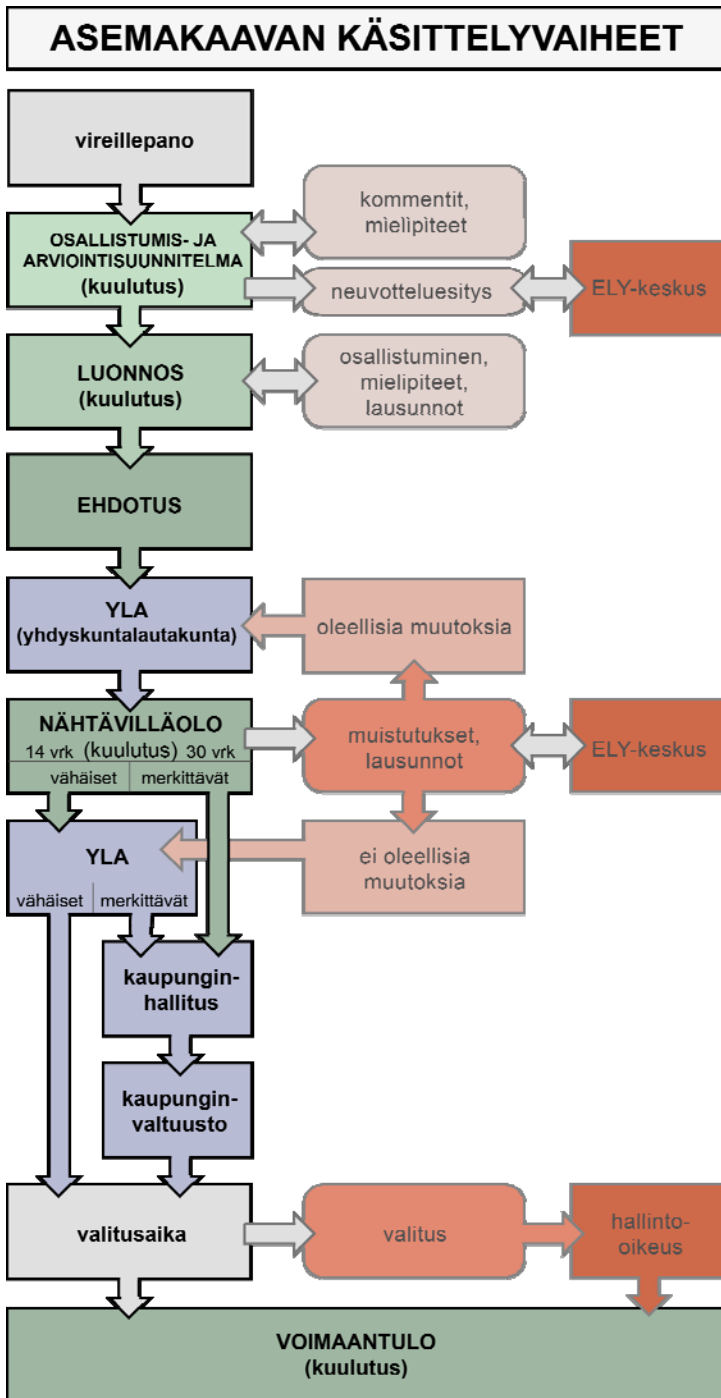 ASEMAKAAVAN KÄSITTELYVAIHEET
vireillepano
kommentit,
mielipiteet
OSALLISTUMIS- JA
ARVIOINTISUUNNITELMA
(kuulutus)
neuvotteluesitys
ELY-keskus
LUONNOS
(kuulutus)
osallistuminen,
mielipiteet,
lausunnot
EHDOTUS
YLA
(yhdyskuntalautakunta)
oleellisia muutoksia
NÄHTÄVILLÄOLO
14 vrk (kuulutus) 30 vrk
vähäiset merkittävät
muistutukset,
lausunnot
ELY-keskus
YLA
vähäiset merkittävät
ei oleellisia
muutoksia
kaupungin-
hallitus
kaupungin-
valtuusto
valitusaika
valitus
hallinto-
oikeus
VOIMAANTULO
(kuulutus)